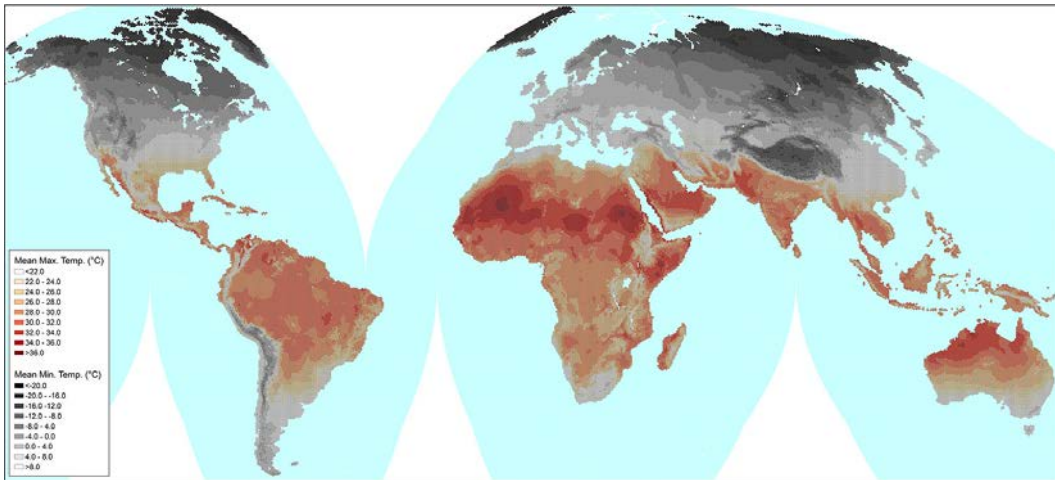 Mean Max. Temp. (°C)
<22.0
22.0 - 24.0
24.0 - 26.0
26.0 - 28.0
28.0 - 30.0
30.0 - 32.0
32.0 - 34.0
34.0 - 36.0
>36.0
Mean Min. Temp. (°C)
<-20.0
-20.0 - -16.0
-16.0 - -12.0
-12.0 - -8.0
-8.0 - 4.0
-4.0 - 0.0
0.0 - 4.0
4.0 - 8.0
>8.0